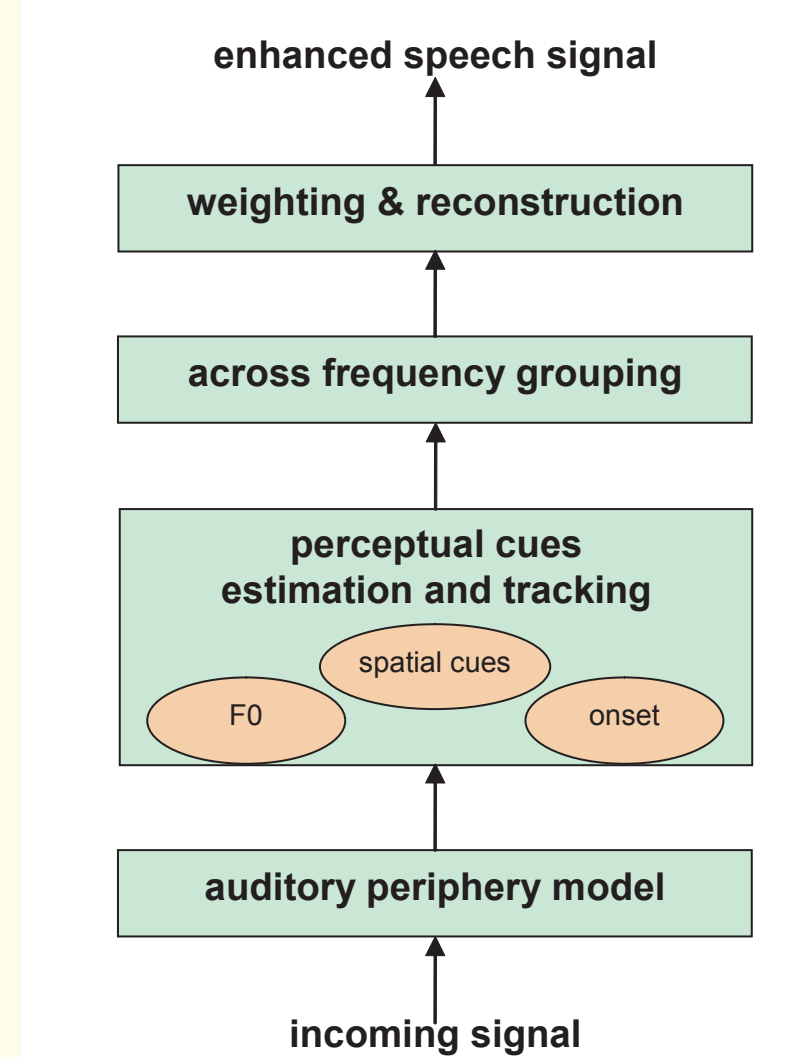 enhanced speech signal
weighting & reconstruction
across frequency grouping
perceptual cues
estimation and tracking
spatial cues
F0
onset
auditory periphery model
incoming signal